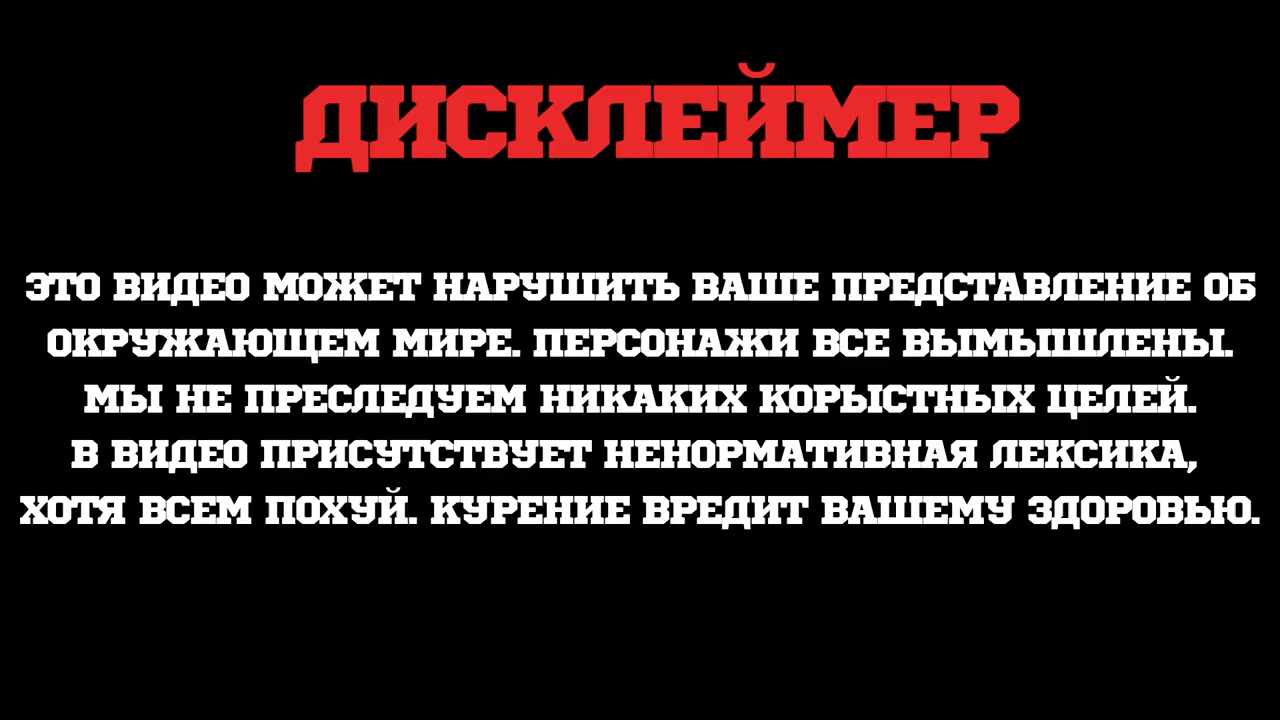 ДИСКЛЕЙМЕР
ЭТО ВИДЕО МОЖЕТ НАРУШИТЬ ВАШЕ ПРЕДСТАВЛЕНИЕ ОБ
ОКРУЖАЮЩЕМ МИРЕ. ПЕРСОНАЖИ ВСЕ ВЫМЫШЛЕНЫ.
МЫ НЕ ПРЕСЛЕДУЕМ НИКАКИХ КОРЫСТНЫХ ЦЕЛЕЙ.
В ВИДЕО ПРИСУТСТВУЕТ НЕНОРМАТИВНАЯ ЛЕКСИКА,
ХОТЯ ВСЕМ ПОХУЙ. КУРЕНИЕ ВРЕДИТ ВАШЕМУ ЗДОРОВЬЮ.